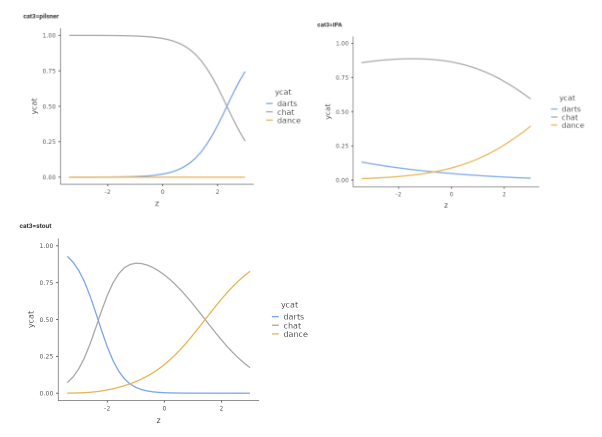 cat3=pilsner
1.00
0.75
0.50
0.25
0.00
ycat
-2
0
2
z
ycat
darts
chat
dance
cat3=IPA
1.00
0.75
0.50
0.25
0.00
ycat
-2
0
2
z
ycat
darts
chat
dance
cat3=stout
1.00
0.75
0.50
0.25
0.00
ycat
-2
0
2
z
ycat
darts
chat
dance